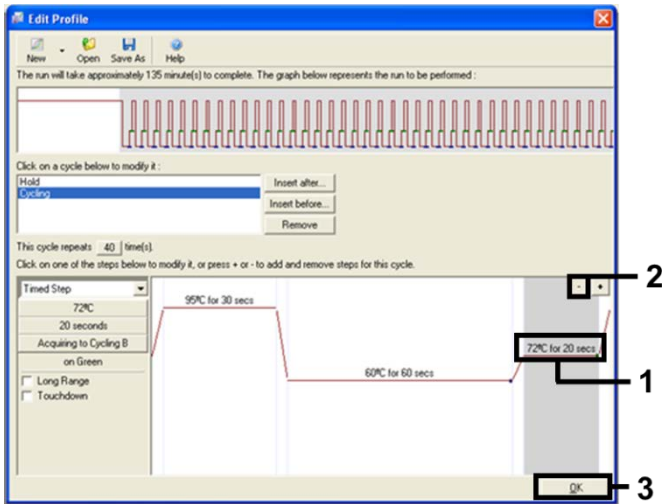 Edit Profile
New Open Save As Help
The run will take approximately 135 minute(s) to complete. The graph below represents the run to be performed :
Click on a cycle below to modify it :
Hold
Cycling
Insert after...
Insert before...
Remove
This cycle repeats 40 time(s).
Click on one of the steps below to modify it, or press + or - to add and remove steps for this cycle.
Timed Step
72ºC
20 seconds
Acquiring to Cycling B
on Green
Long Range
Touchdown
95ºC for 30 secs
60ºC for 60 secs
72ºC for 20 secs
- +
OK
2
1
3